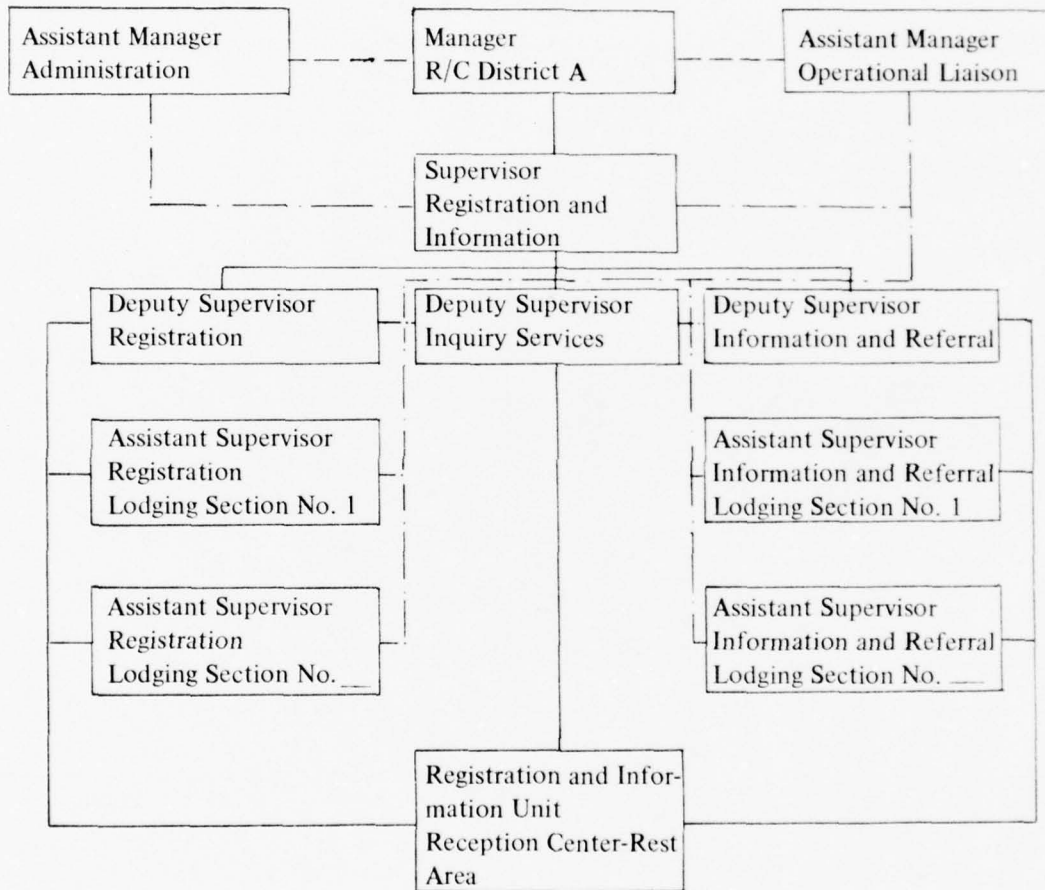 Assistant Manager
Administration
Manager
R/C District A
Assistant Manager
Operational Liaison
Supervisor
Registration and
Information
Deputy Supervisor
Registration
Deputy Supervisor
Inquiry Services
Deputy Supervisor
Information and Referral
Assistant Supervisor
Registration
Lodging Section No. 1
Assistant Supervisor
Information and Referral
Lodging Section No. 1
Assistant Supervisor
Registration
Lodging Section No. __
Assistant Supervisor
Information and Referral
Lodging Section No. __
Registration and Infor-
mation Unit
Reception Center-Rest
Area